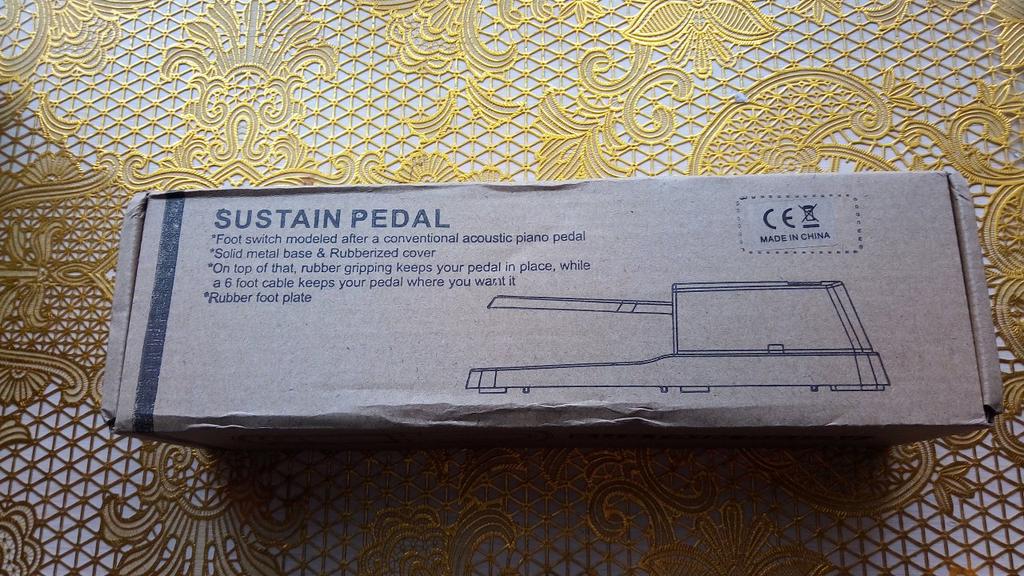 SUSTAIN PEDAL
*Foot switch modeled after a conventional acoustic piano pedal
*Solid metal base & Rubberized cover
*On top of that, rubber gripping keeps your pedal in place, while
a 6 foot cable keeps your pedal where you want it
*Rubber foot plate
CE
MADE IN CHINA